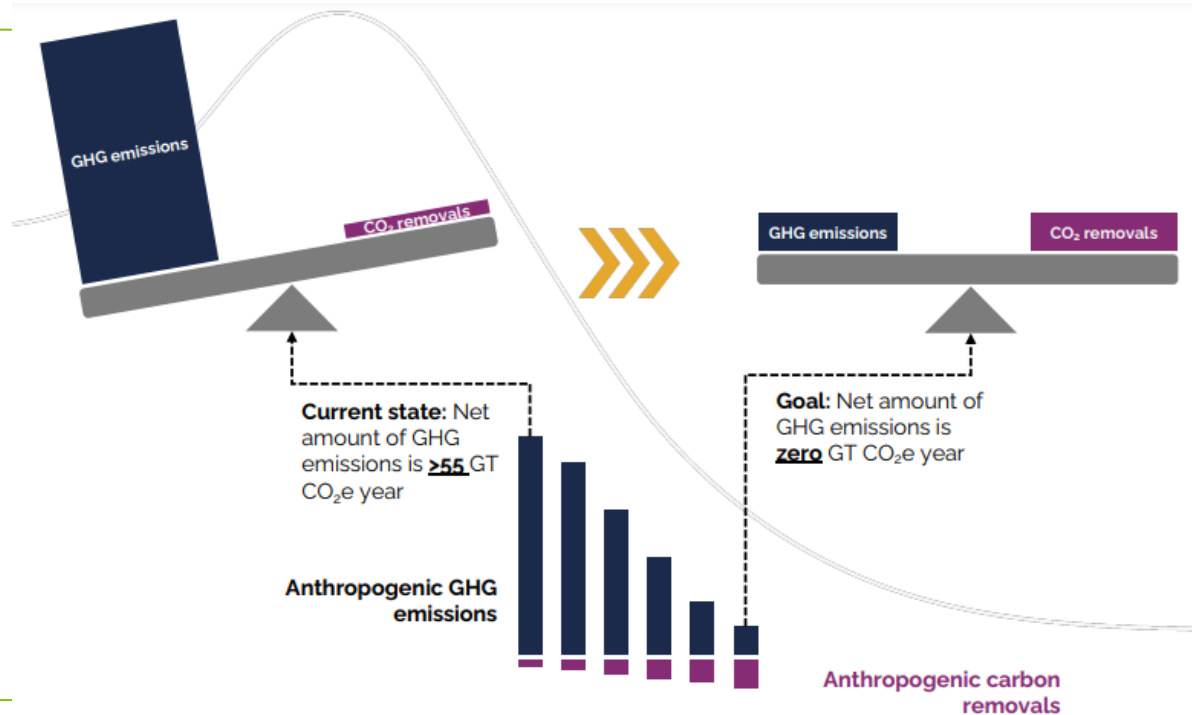 GHG emissions
CO₂ removals
GHG emissions
CO₂ removals
Current state: Net
amount of GHG
emissions is >55 GT
CO₂e year
Goal: Net amount of
GHG emissions is
zero GT CO₂e year
Anthropogenic GHG
emissions
Anthropogenic carbon
removals